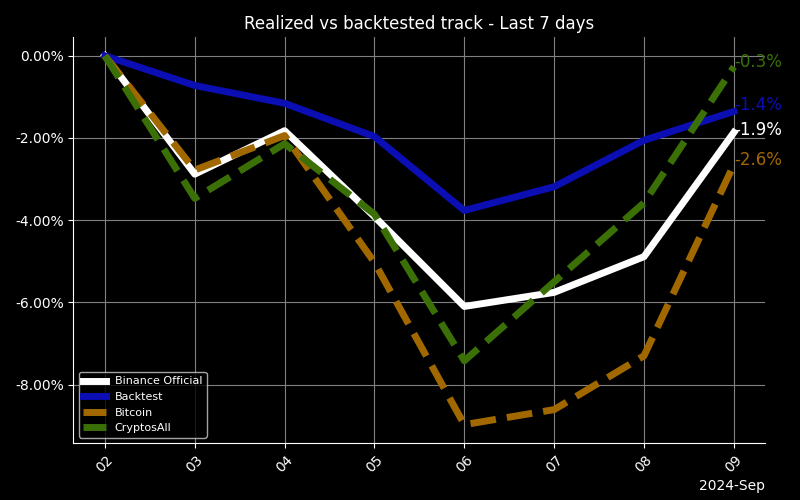 Realized vs backtested track - Last 7 days
0.00%
-2.00%
-4.00%
-6.00%
-8.00%
-0.3%
-1.4%
-1.9%
-2.6%
Binance Official
Backtest
Bitcoin
CryptosAll
02 03 04 05 06 07 08 09
2024-Sep